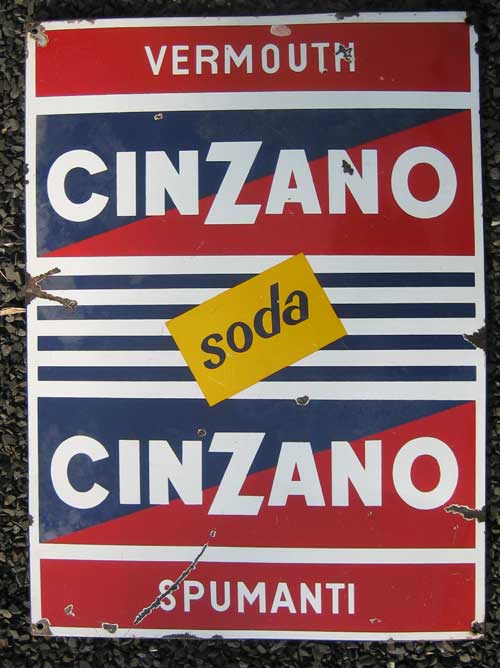 VERMOUTH
CINZANO
soda
CINZANO
SPUMANTI